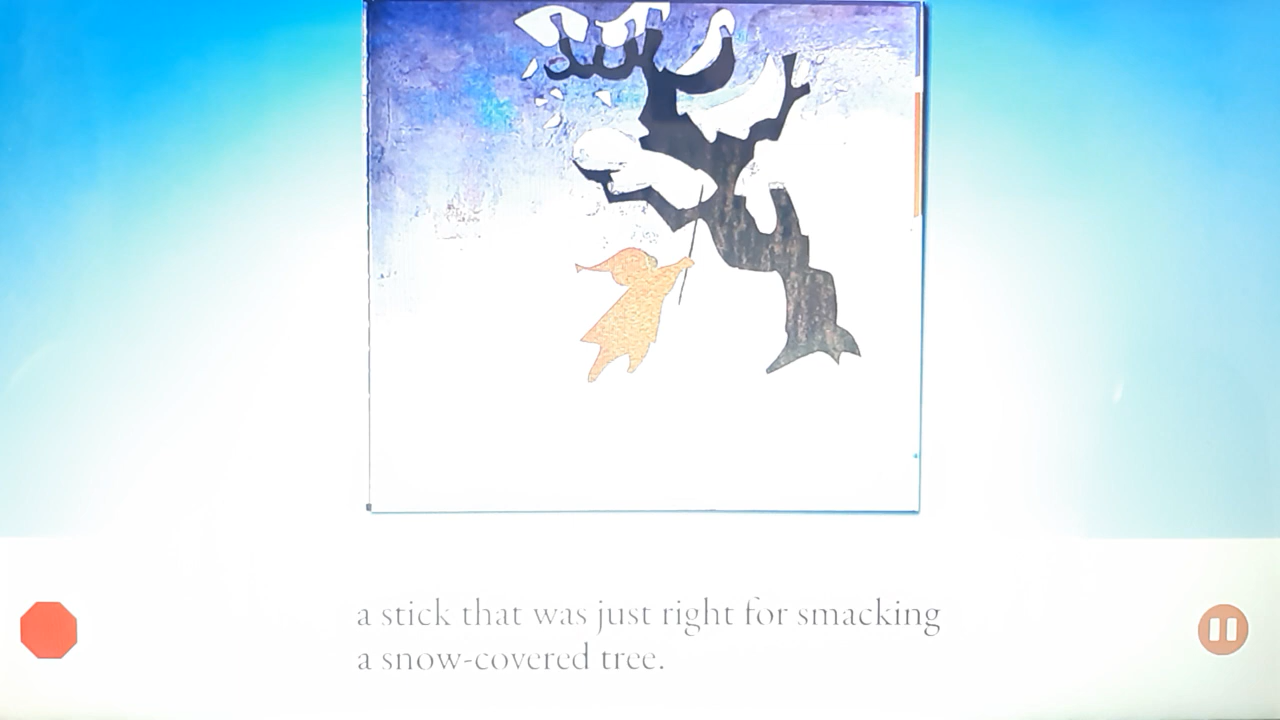 a stick that was just right for smacking
a snow-covered tree.